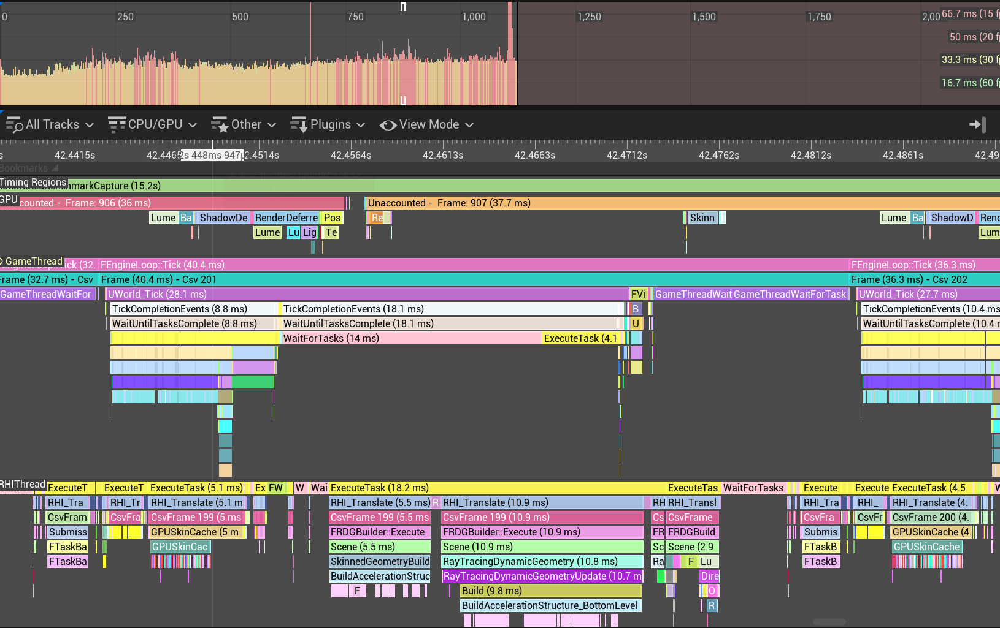 0 250 500 750 1,000 1,250 1,500 1,750 2,00
66.7 ms (15 f
50 ms (20 f
33.3 ms (30 f
16.7 ms (60 f
All Tracks CPU/GPU Other Plugins View Mode
42.4415s 42.446 2s 448ms 947 .4514s 42.4564s 42.4613s 42.4663s 42.4712s 42.4762s 42.4812s 42.4861s 42.49
Bookmarks
Timing Regions nmarkCapture (15.2s)
GPU counted - Frame: 906 (36 ms) Unaccounted - Frame: 907 (37.7 ms)
Lume Ba ShadowDe RenderDeferre Pos Re Skinn Lume Ba ShadowD Rend
Lume Lu Lig Te Lum
GameThread ick (32. FEngineLoop::Tick (40.4 ms) FEngineLoop::Tick (36.3 ms)
Frame (32.7 ms) - Csv Frame (40.4 ms) - Csv 201 Frame (36.3 ms) - Csv 202
GameThreadWaitFor UWorld_Tick (28.1 ms) FVi GameThreadWait GameThreadWaitForTask UWorld_Tick (27.7 ms)
TickCompletionEvents (8.8 ms) TickCompletionEvents (18.1 ms) B TickCompletionEvents (10.4 ms
WaitUntilTasksComplete (8.8 ms) WaitUntilTasksComplete (18.1 ms) U WaitUntilTasksComplete (10.4 r
WaitForTasks (14 ms) ExecuteTask (4.1
RHIThread ExecuteT ExecuteT ExecuteTask (5.1 ms) Ex FW W Wai ExecuteTask (18.2 ms) ExecuteTas WaitForTasks Execute Execute ExecuteTask (4.5 W
RHI_Tra RHI_Tr RHI_Translate (5.1 m RHI_Translate (5.5 ms) R RHI_Translate (10.9 ms) RH RHI_Transl RHI_Tra RHI_ RHI_Translate (4.
CsvFram CsvFra CsvFrame 199 (5 ms CsvFrame 199 (5.5 ms CsvFrame 199 (10.9 ms) Cs CsvFrame CsvFra CsvFr CsvFrame 200 (4.
Submiss GPUSkinCache (5 m FRDGBuilder::Execute FRDGBuilder::Execute (10.9 ms) FR FRDGBuild Submis GPUSkinCache (4.
FTaskBa GPUSkinCac Scene (5.5 ms) Scene (10.9 ms) Sc Scene (2.9 FTaskB GPUSkinCache
FTaskBa SkinnedGeometryBuild RayTracingDynamicGeometry (10.8 ms) Ra F Lu FTaskB
BuildAccelerationStruc RayTracingDynamicGeometryUpdate (10.7 m Dire
F Build (9.8 ms) O
BuildAccelerationStructure_BottomLevel R